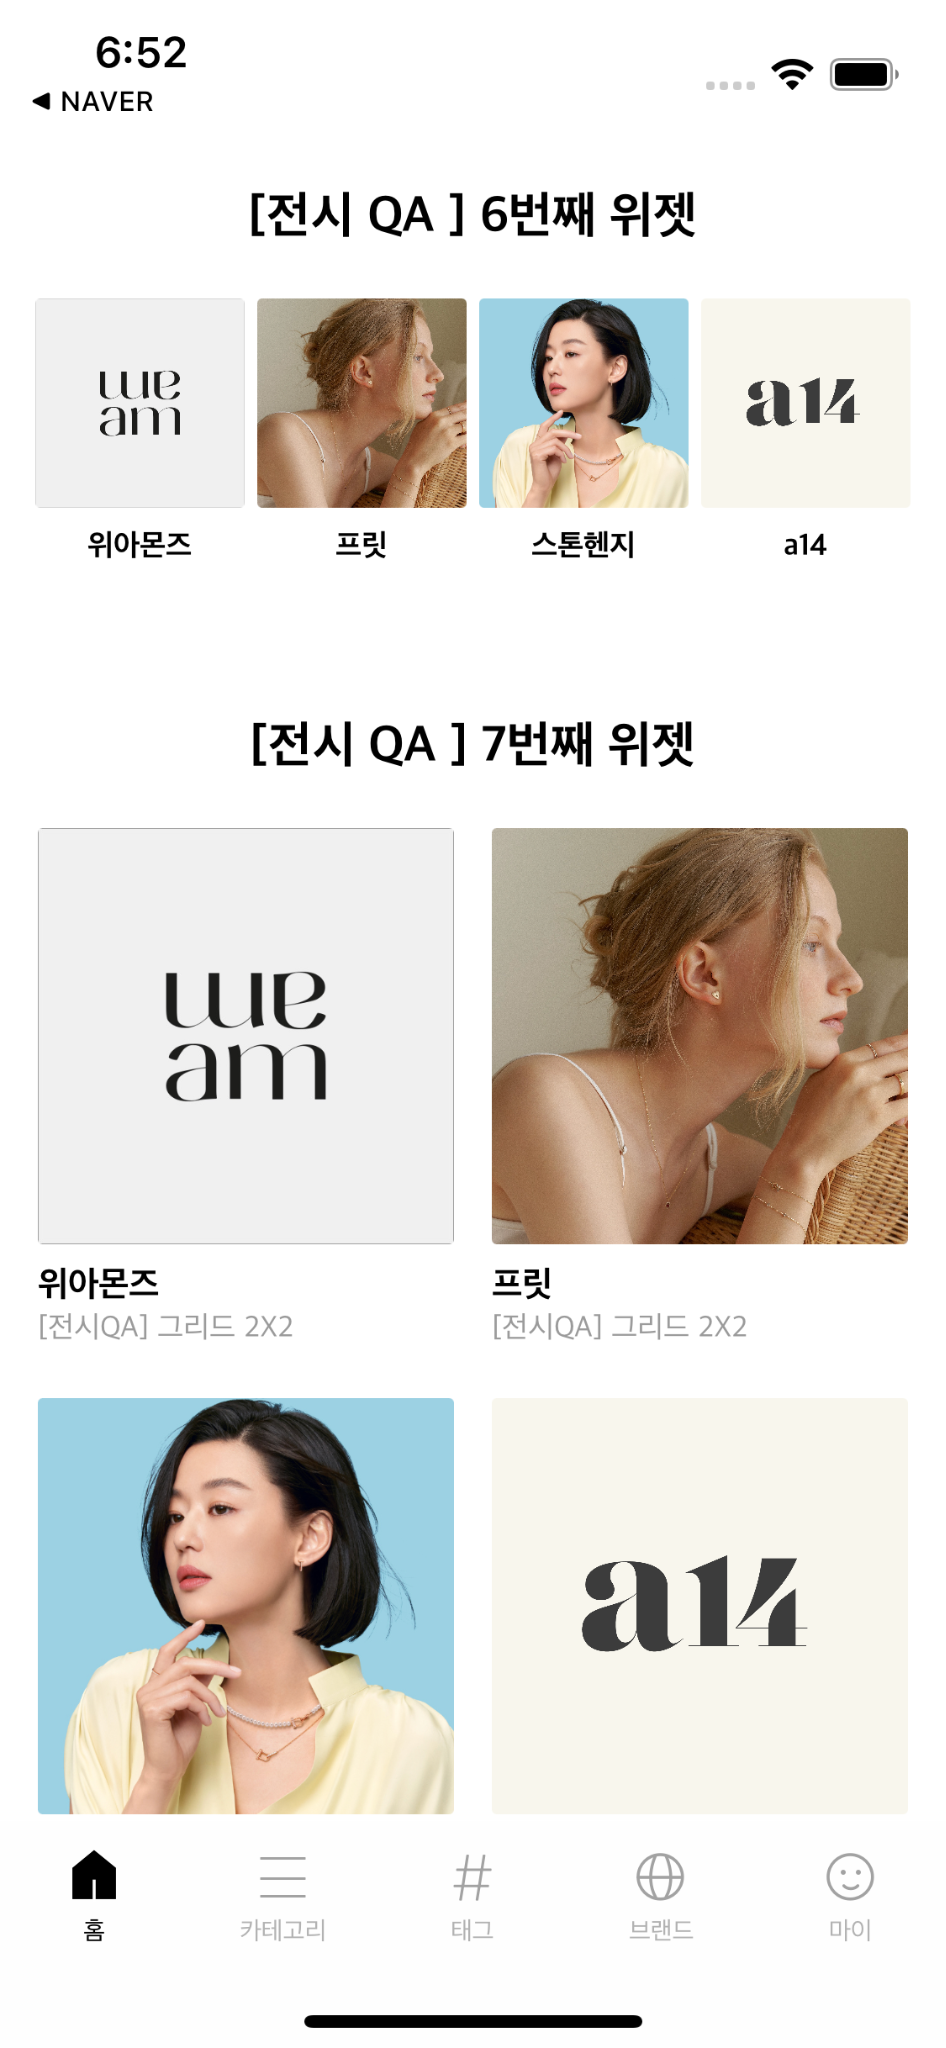 6:52
◀ NAVER
[전시 QA ] 6번째 위젯
we
am
a14
위아몬즈
프릿
스톤헨지
a14
[전시 QA ] 7번째 위젯
we
am
위아몬즈
[전시QA] 그리드 2X2
프릿
[전시QA] 그리드 2X2
a14
홈
카테고리
태그
브랜드
마이